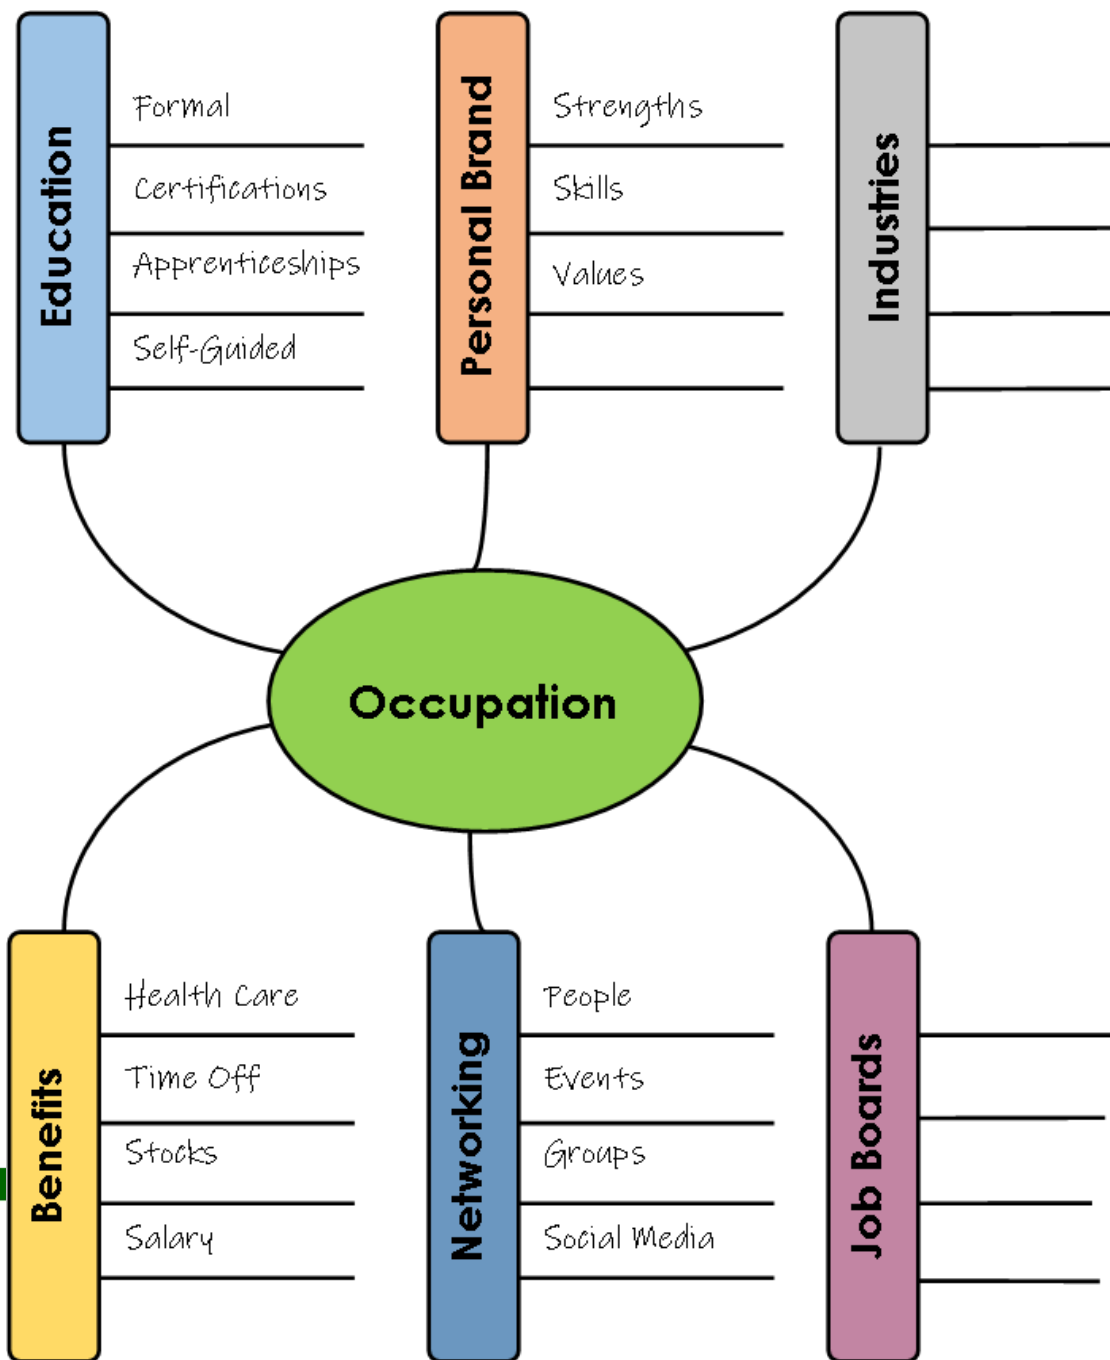 Education
Formal
Certifications
Apprenticeships
Self-Guided
Personal Brand
Strengths
Skills
Values
Industries
Occupation
Benefits
Health Care
Time Off
Stocks
Salary
Networking
People
Events
Groups
Social Media
Job Boards